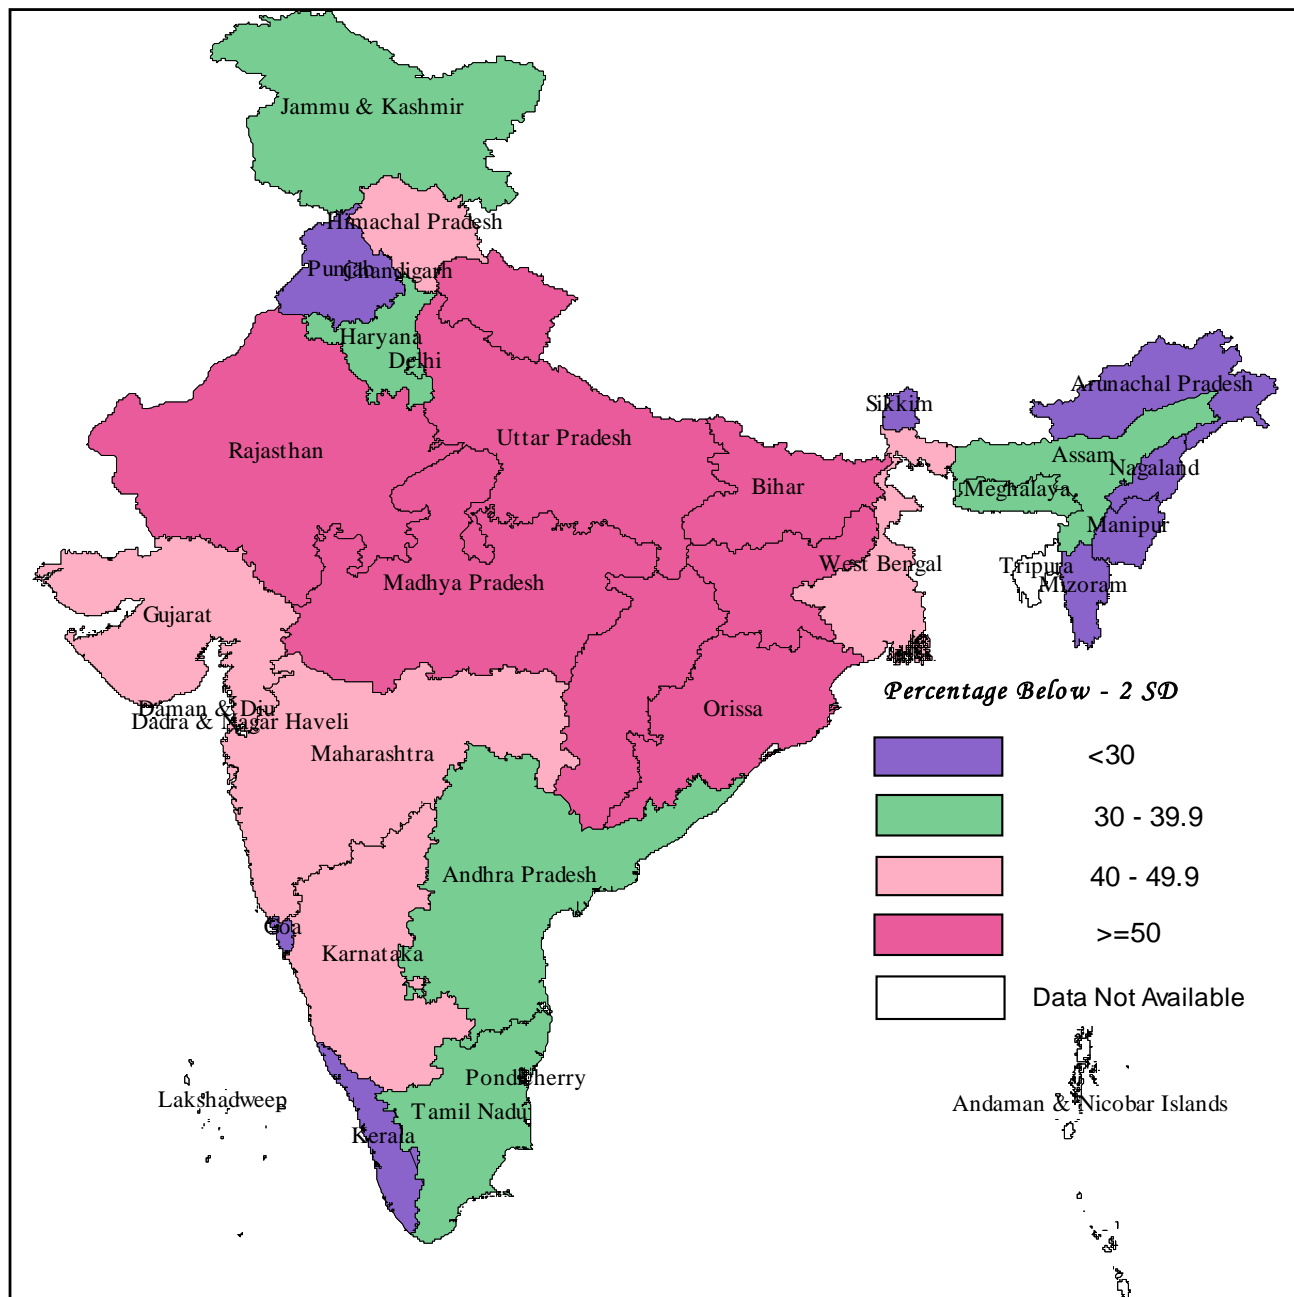 Jammu & Kashmir
Himachal Pradesh
Punjab
Chandigarh
Haryana
Delhi
Arunachal Pradesh
Sikkim
Rajasthan
Uttar Pradesh
Assam
Nagaland
Bihar
Meghalaya
Manipur
West Bengal
Tripura
Madhya Pradesh
Mizoram
Gujarat
Percentage Below - 2 SD
Daman & Diu
Orissa
Dadra & Nagar Haveli
Maharashtra
<30
30 - 39.9
Andhra Pradesh
40 - 49.9
Goa
>=50
Karnataka
Data Not Available
Pondicherry
Lakshadweep
Andaman & Nicobar Islands
Tamil Nadu
Kerala